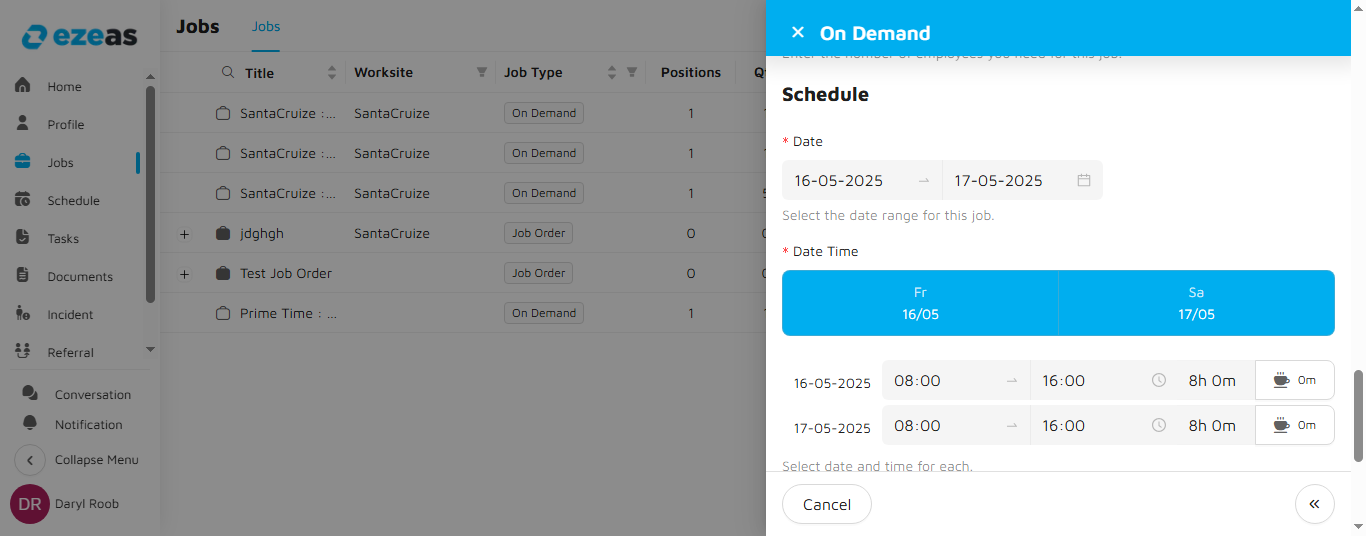 ezeas
Home
Profile
Jobs
Schedule
Tasks
Documents
Incident
Referral
Conversation
Notification
Collapse Menu
DR
Daryl Roob
Jobs
Jobs
Title
Worksite
Job Type
Positions
SantaCruize :...
SantaCruize
On Demand
1
SantaCruize :...
SantaCruize
On Demand
1
SantaCruize :...
SantaCruize
On Demand
1
jdghgh
SantaCruize
Job Order
0
Test Job Order
Job Order
0
Prime Time : ...
On Demand
1
On Demand
Enter the number of employees you need for this job.
Schedule
* Date
16-05-2025
17-05-2025
Select the date range for this job.
* Date Time
Fr
16/05
Sa
17/05
16-05-2025
08:00
16:00
8h 0m
0m
17-05-2025
08:00
16:00
8h 0m
0m
Select date and time for each.
Cancel